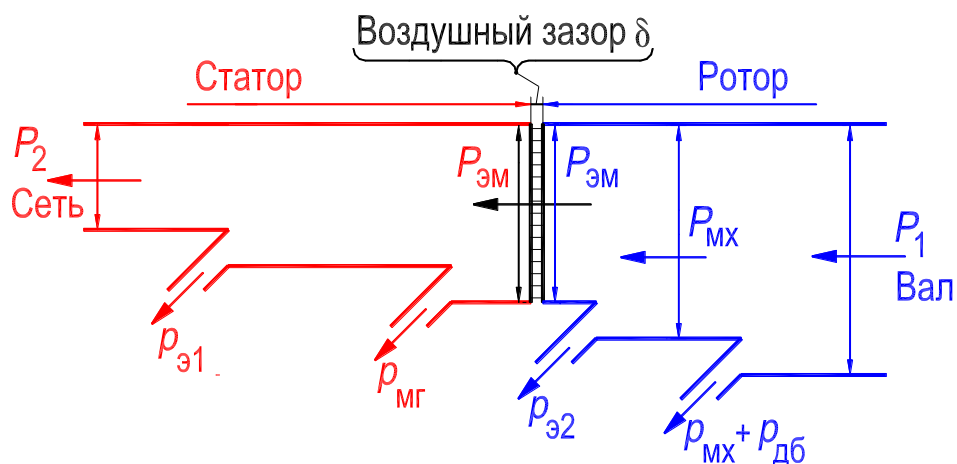 Воздушный зазор δ
Статор
Ротор
P2
Сеть
Pэм
Pэм
Pмх
P1
Вал
pэ1
pмг
pэ2
pмх + pдб